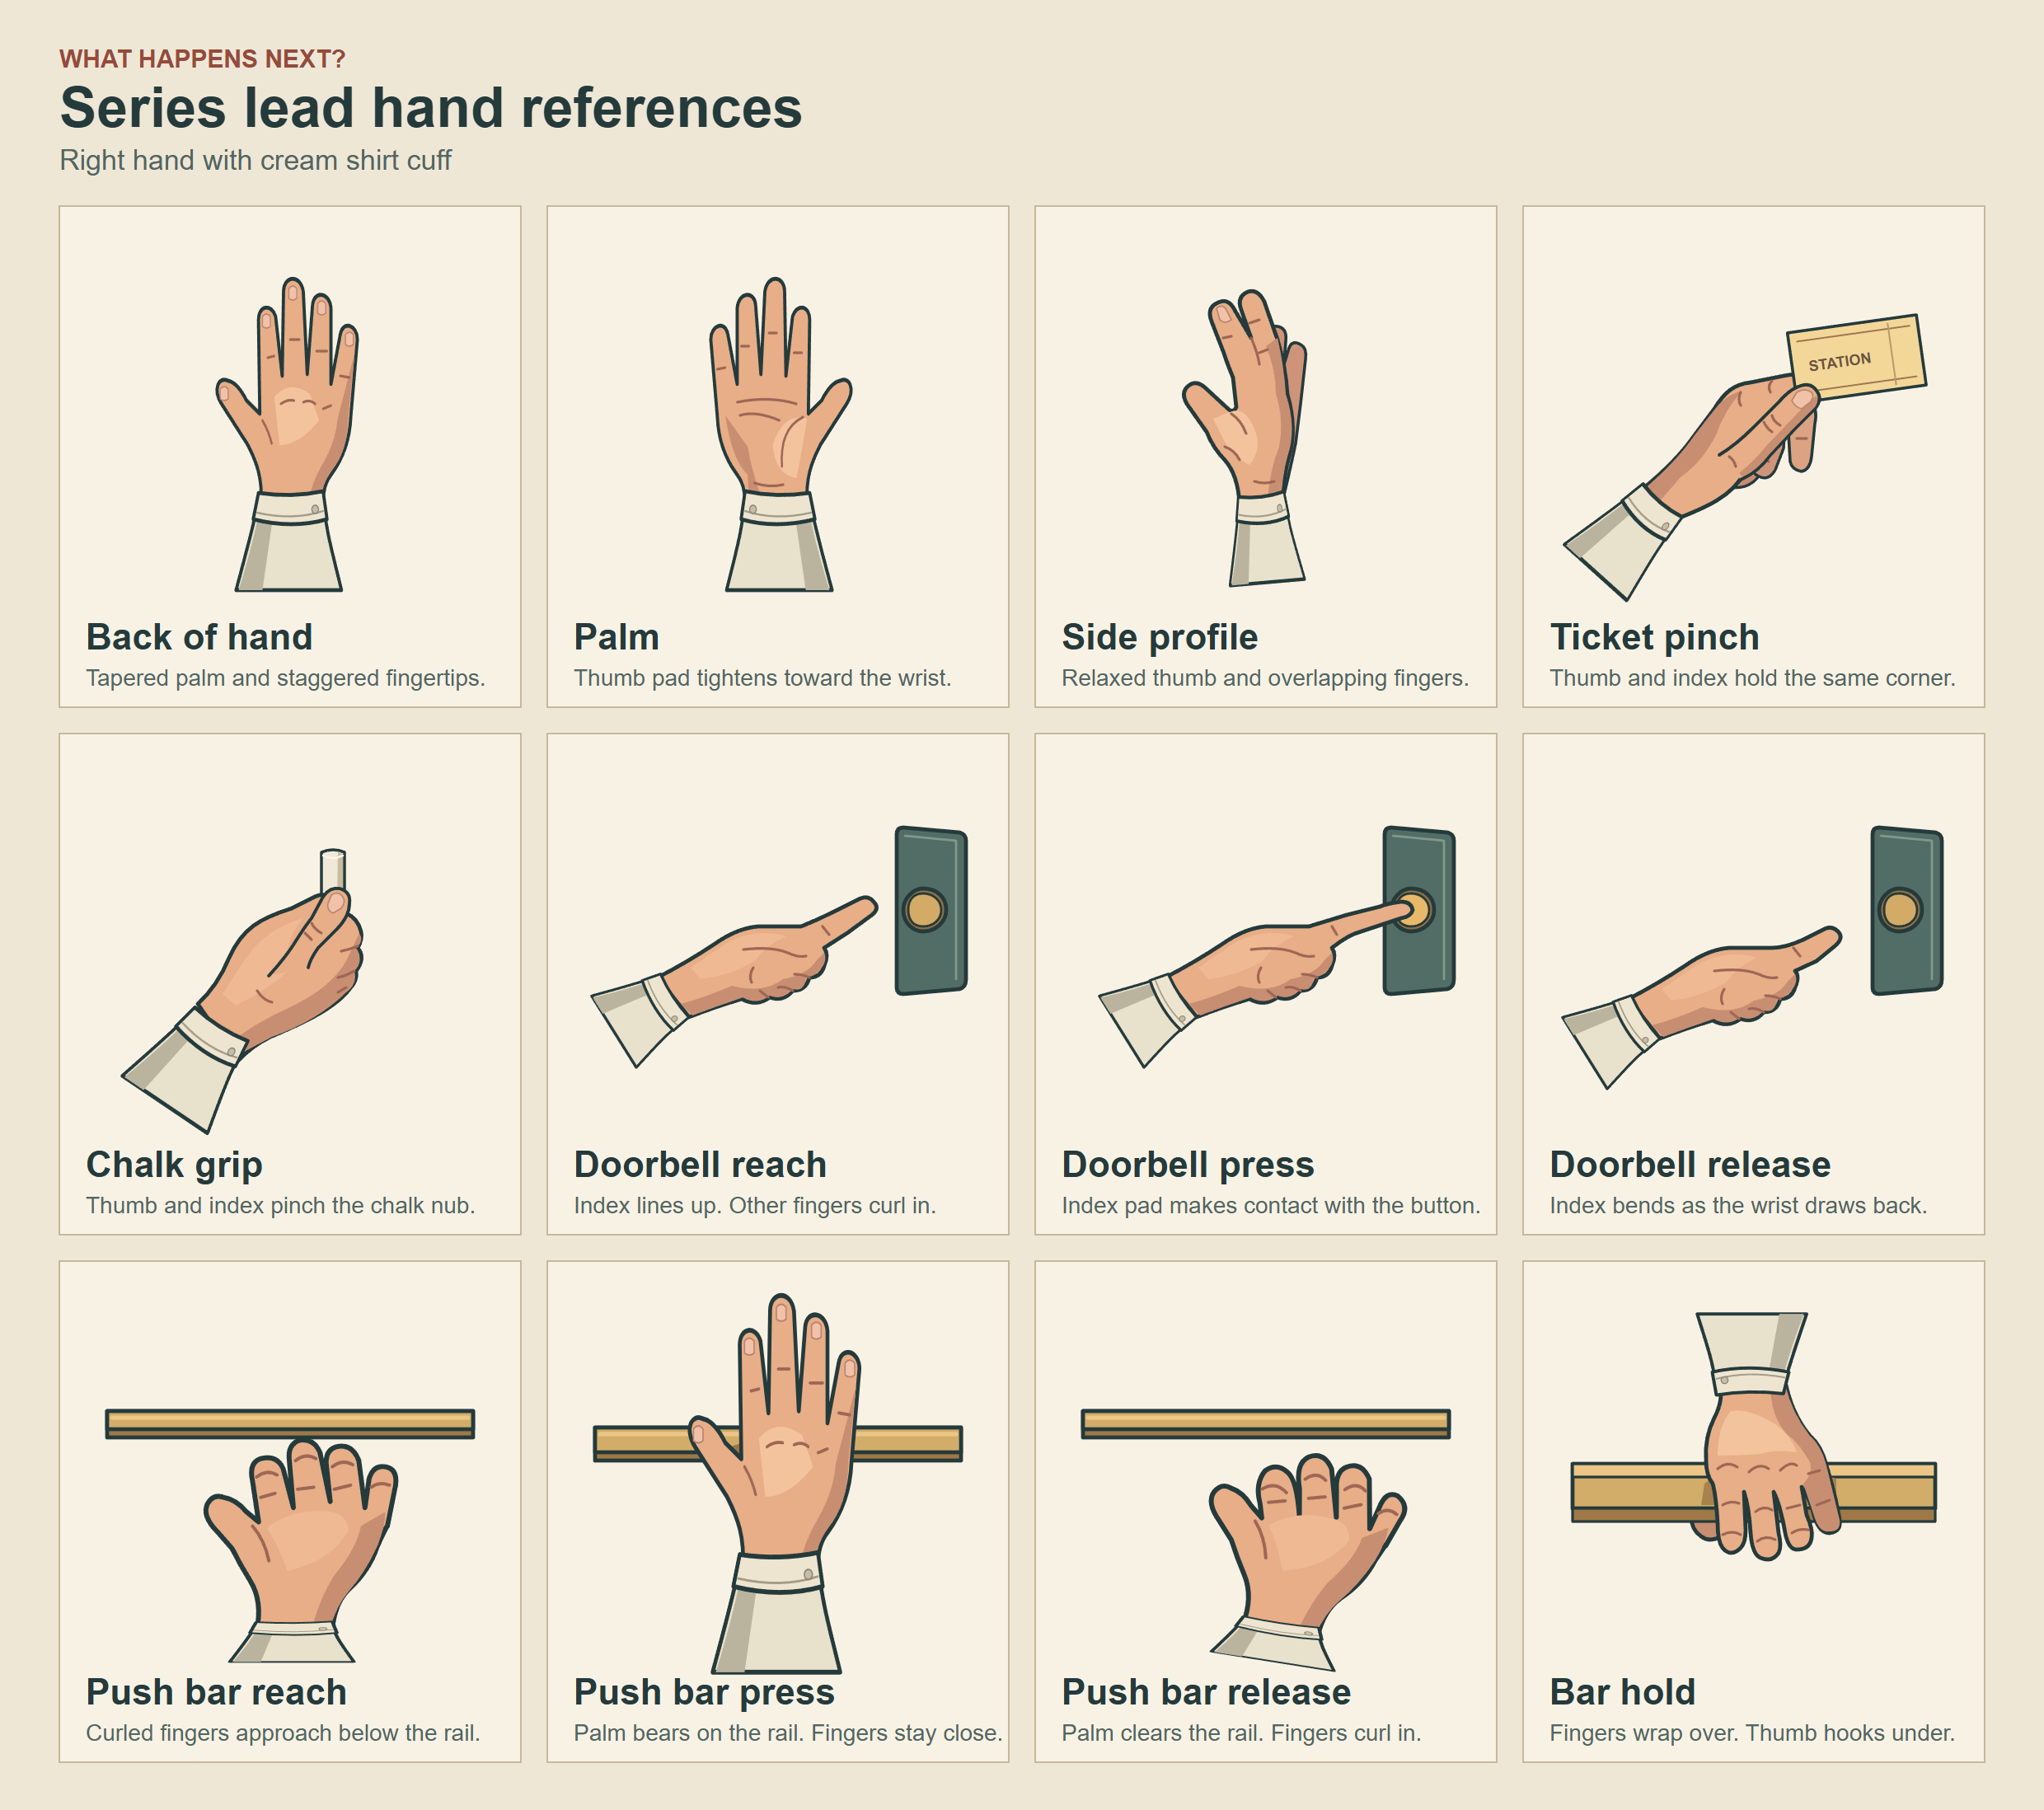 WHAT HAPPENS NEXT?
Series lead hand references
Right hand with cream shirt cuff
STATION
Back of hand
Tapered palm and staggered fingertips.
Palm
Thumb pad tightens toward the wrist.
Side profile
Relaxed thumb and overlapping fingers.
Ticket pinch
Thumb and index hold the same corner.
Chalk grip
Thumb and index pinch the chalk nub.
Doorbell reach
Index lines up. Other fingers curl in.
Doorbell press
Index pad makes contact with the button.
Doorbell release
Index bends as the wrist draws back.
Push bar reach
Curled fingers approach below the rail.
Push bar press
Palm bears on the rail. Fingers stay close.
Push bar release
Palm clears the rail. Fingers curl in.
Bar hold
Fingers wrap over. Thumb hooks under.